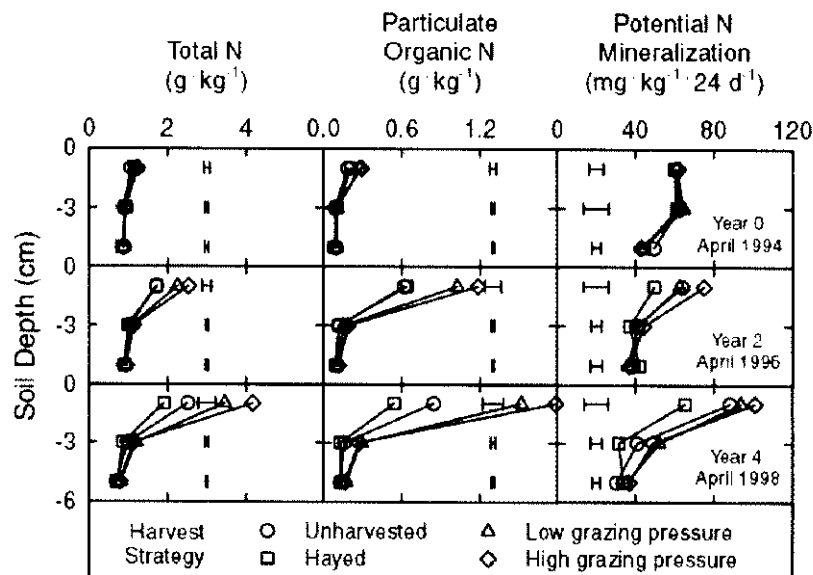 Total N
(g·kg⁻¹)
Particulate
Organic N
(g·kg⁻¹)
Potential N
Mineralization
(mg·kg⁻¹·24 d⁻¹)
0 2 4 0.0 0.6 1.2 0 40 80 120
Soil Depth (cm)
0
-3
0
-3
0
-3
-6
Year 0
April 1994
Year 2
April 1996
Year 4
April 1998
Harvest
Strategy
Unharvested
Hayed
Low grazing pressure
High grazing pressure